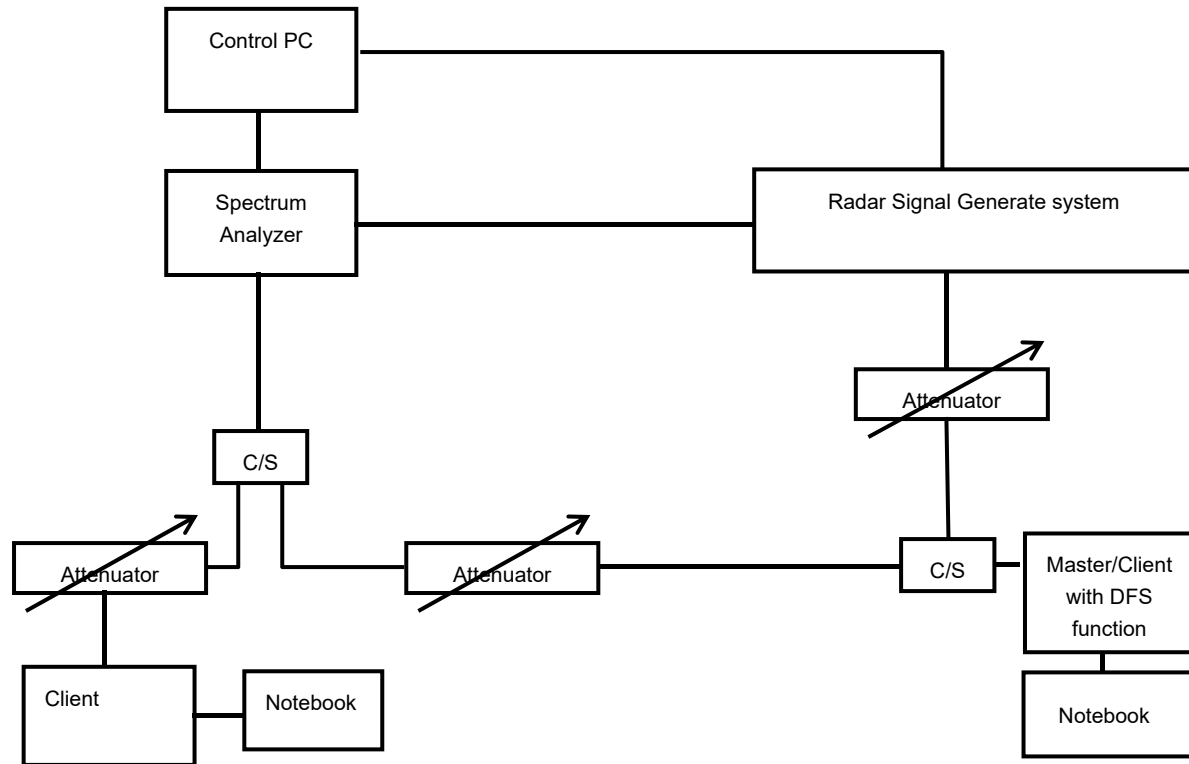 Control PC
Spectrum
Analyzer
Radar Signal Generate system
Attenuator
C/S
Attenuator
Attenuator
C/S
Master/Client
with DFS
function
Client
Notebook
Notebook